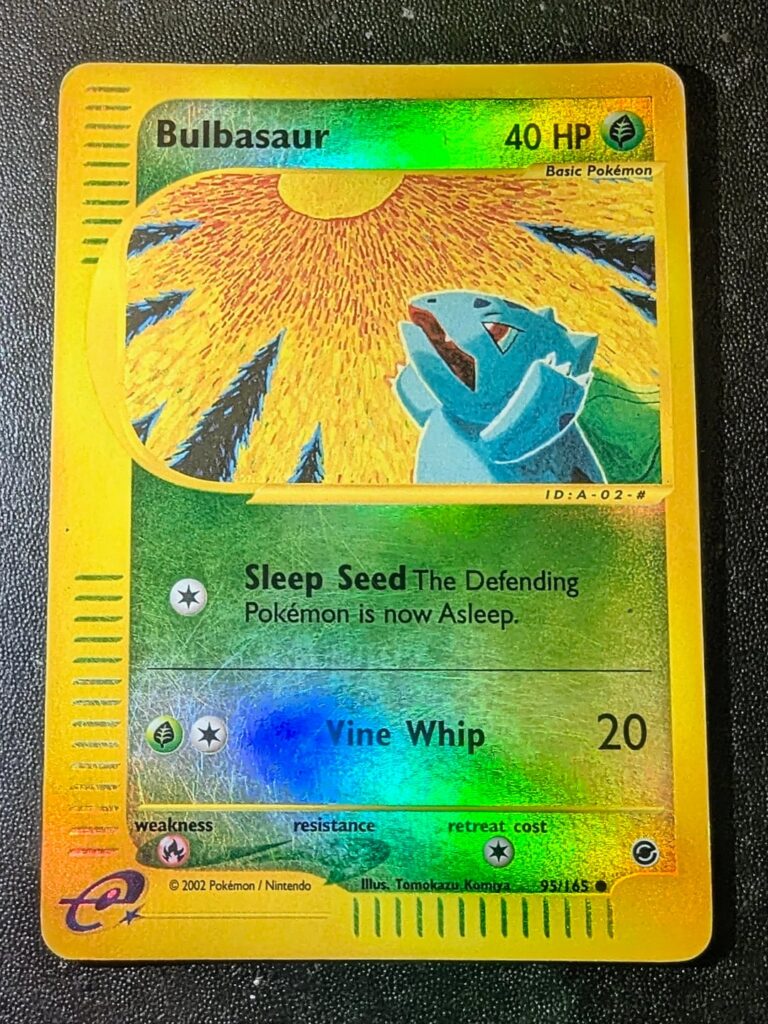 Bulbasaur 40 HP
Basic Pokémon
ID:A-02-#
Sleep Seed The Defending
Pokémon is now Asleep.
Vine Whip 20
weakness resistance retreat cost
© 2002 Pokémon / Nintendo Illus. Tomokazu Komiya 95/165
e